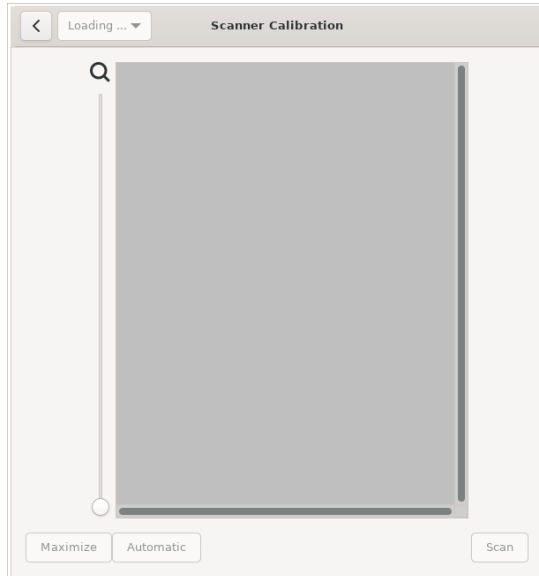 Loading ...
Scanner Calibration
Maximize
Automatic
Scan